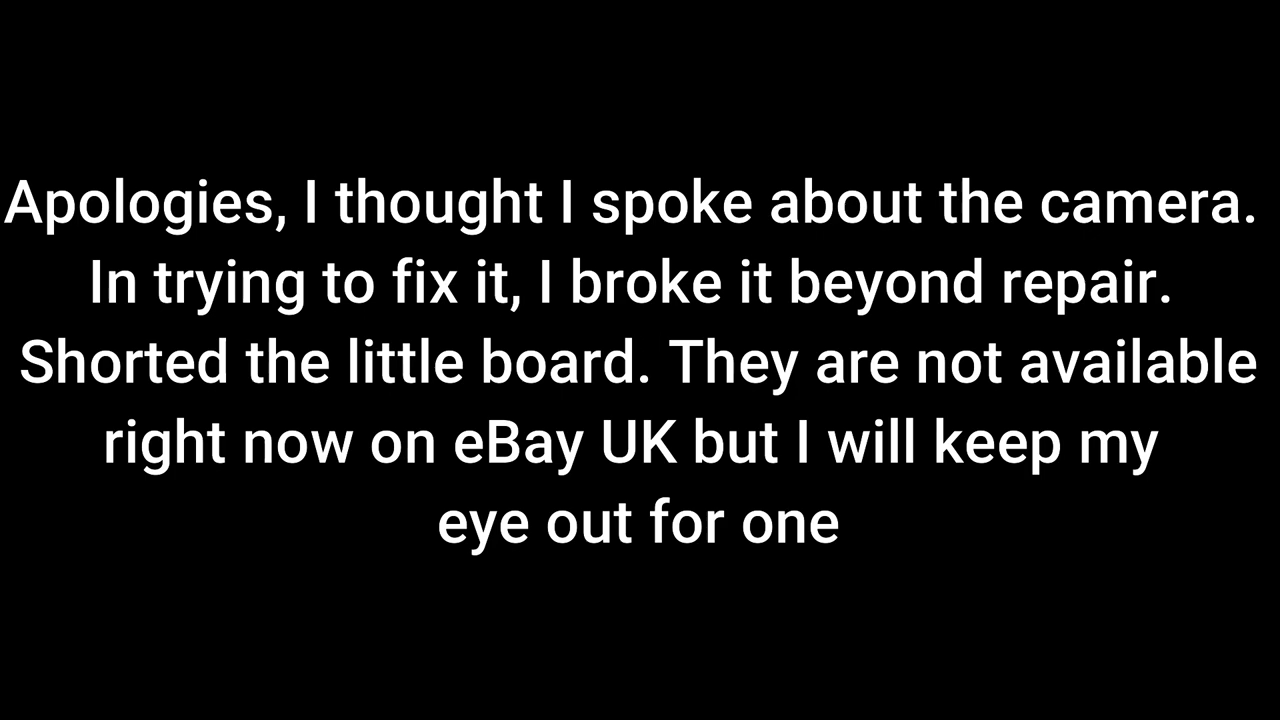 Apologies, I thought I spoke about the camera.
In trying to fix it, I broke it beyond repair.
Shorted the little board. They are not available
right now on eBay UK but I will keep my
eye out for one